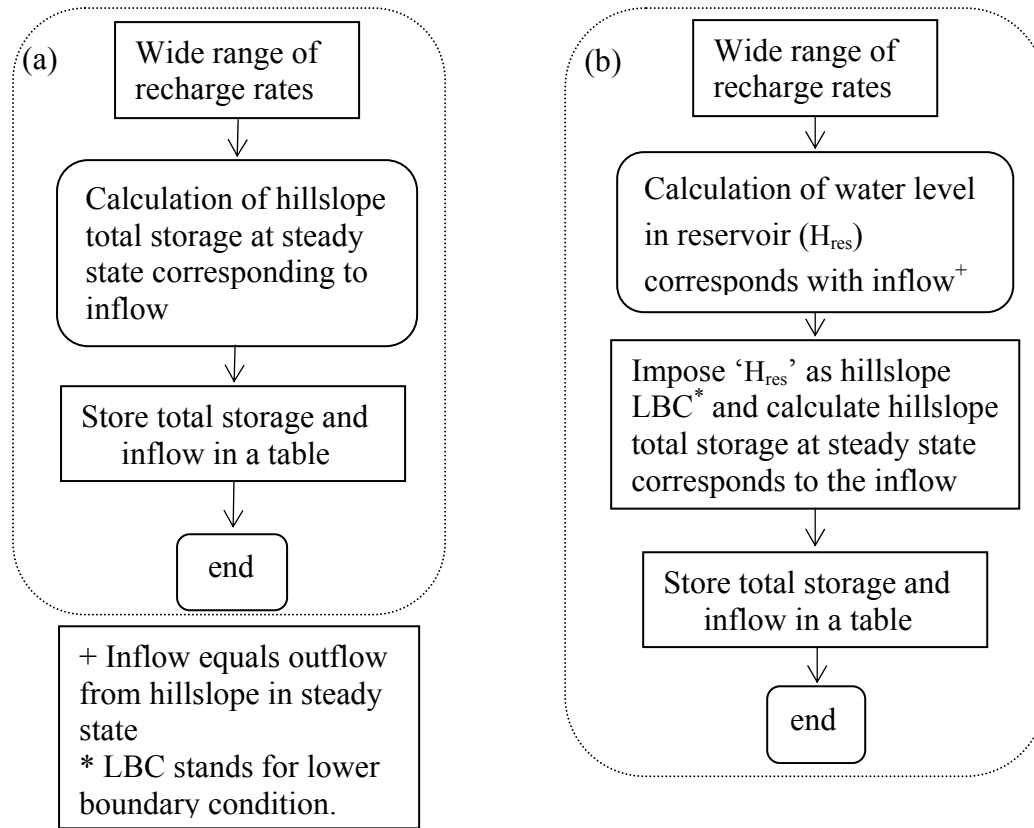 (a)
Wide range of
recharge rates
Calculation of hillslope
total storage at steady
state corresponding to
inflow
Store total storage and
inflow in a table
end
+ Inflow equals outflow
from hillslope in steady
state
* LBC stands for lower
boundary condition.
(b)
Wide range of
recharge rates
Calculation of water level
in reservoir (H_res)
corresponds with inflow⁺
Impose ‘H_res’ as hillslope
LBC* and calculate hillslope
total storage at steady state
corresponds to the inflow
Store total storage and
inflow in a table
end